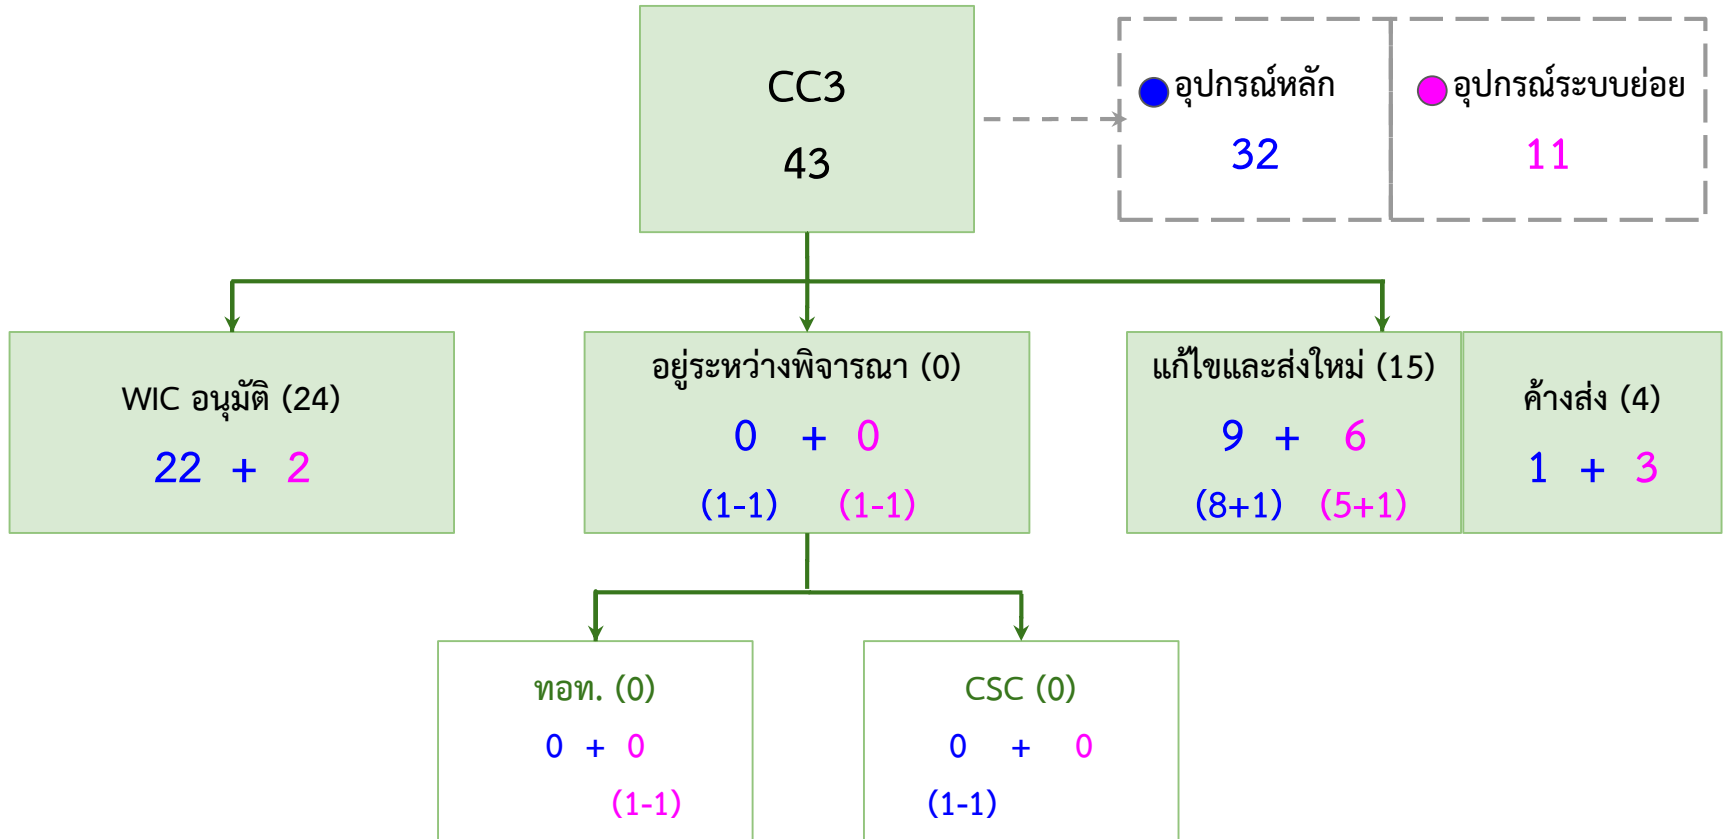 CC3
43
อุปกรณ์หลัก
32
อุปกรณ์ระบบย่อย
11
WIC อนุมัติ (24)
22 + 2
อยู่ระหว่างพิจารณา (0)
0 + 0
(1-1) (1-1)
แก้ไขและส่งใหม่ (15)
9 + 6
(8+1) (5+1)
ค้างส่ง (4)
1 + 3
ทอท. (0)
0 + 0
(1-1)
CSC (0)
0 + 0
(1-1)